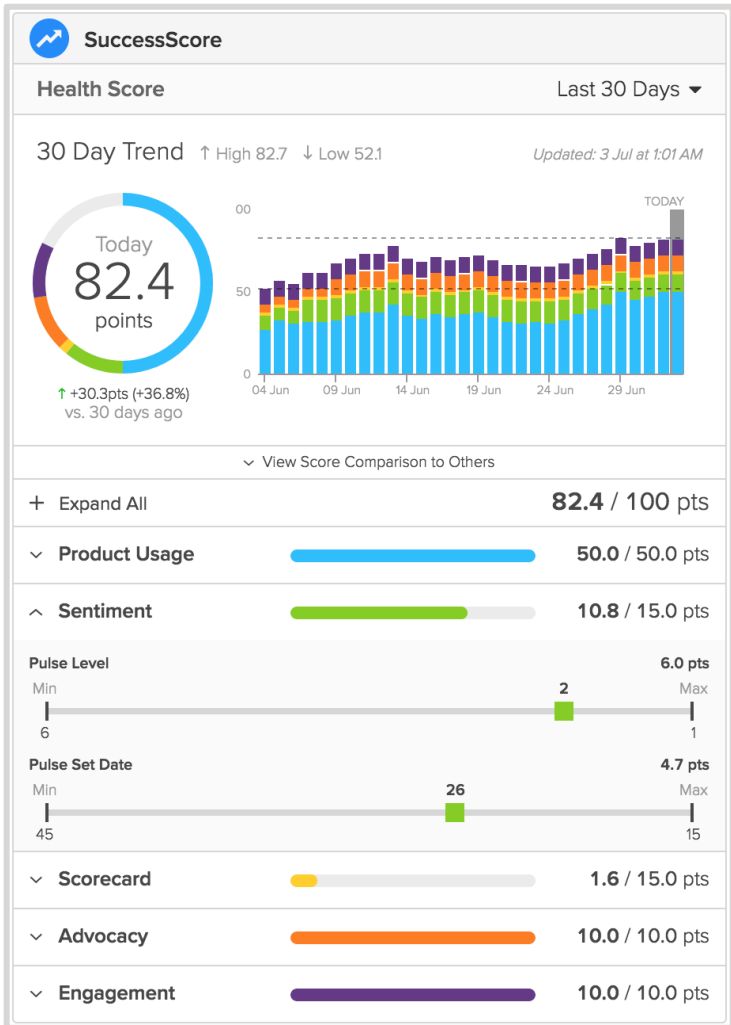 SuccessScore
Health Score Last 30 Days
30 Day Trend ↑ High 82.7 ↓ Low 52.1 Updated: 3 Jul at 1:01 AM
TODAY
00
50
0
04 Jun 09 Jun 14 Jun 19 Jun 24 Jun 29 Jun
Today
82.4
points
↑ +30.3pts (+36.8%)
vs. 30 days ago
View Score Comparison to Others
+ Expand All 82.4 / 100 pts
Product Usage 50.0 / 50.0 pts
Sentiment 10.8 / 15.0 pts
Pulse Level 6.0 pts
Min 2 Max
6 1
Pulse Set Date 4.7 pts
Min 26 Max
45 15
Scorecard 1.6 / 15.0 pts
Advocacy 10.0 / 10.0 pts
Engagement 10.0 / 10.0 pts